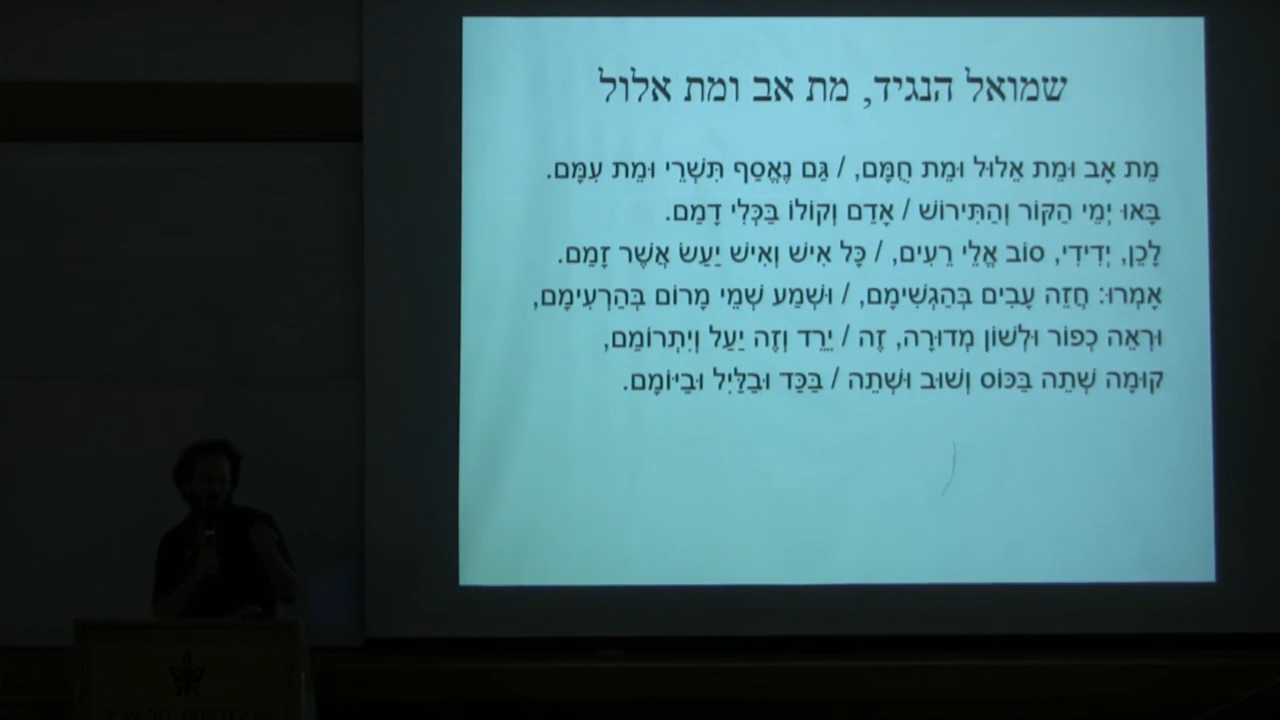 שמואל הנגיד, מת אב ומת אלול
מֵת אָב וּמֵת אֵלוּל וּמֵת חֻמָּם, / גַּם נֶאֱסַף תִּשְׁרֵי וּמֵת עִמָּם.
בָּאוּ יְמֵי הַקּוֹר וְהַתִּירוֹשׁ / אָדַם וְקוֹלוֹ בַּכְּלִי דָמַם.
לָכֵן, יְדִידִי, סוֹב אֱלֵי רֵעִים, / כָּל אִישׁ וְאִישׁ יַעַשׂ אֲשֶׁר זָמַם.
אָמְרוּ: חֲזֵה עָבִים בְּהַגְשִׁימָם, / וּשְׁמַע שְׁמֵי מָרוֹם בְּהַרְעִימָם,
וּרְאֵה כְפוֹר וּלְשׁוֹן מְדוּרָה, זֶה / יֵרֵד וְזֶה יַעַל וְיִתְרוֹמַם,
קוּמָה שְׁתֵה בַּכּוֹס וְשׁוּב וּשְׁתֵה / בַּכַּד וּבַלַּיִל וּבַיּוֹמָם.